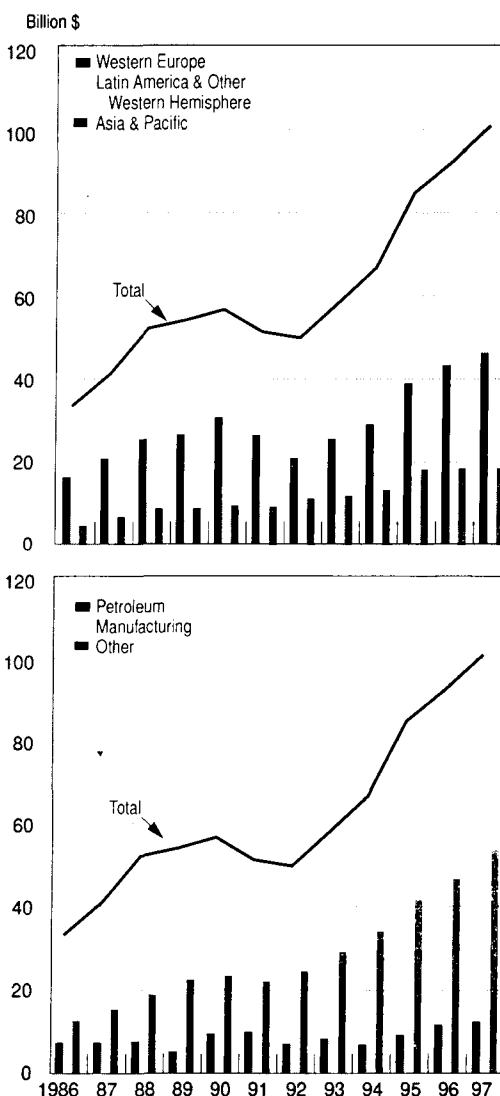 Billion $
120
Western Europe
Latin America & Other
Western Hemisphere
Asia & Pacific
100
80
Total
60
40
20
0
120
Petroleum
Manufacturing
Other
100
80
Total
60
40
20
0
1986 87 88 89 90 91 92 93 94 95 96 97